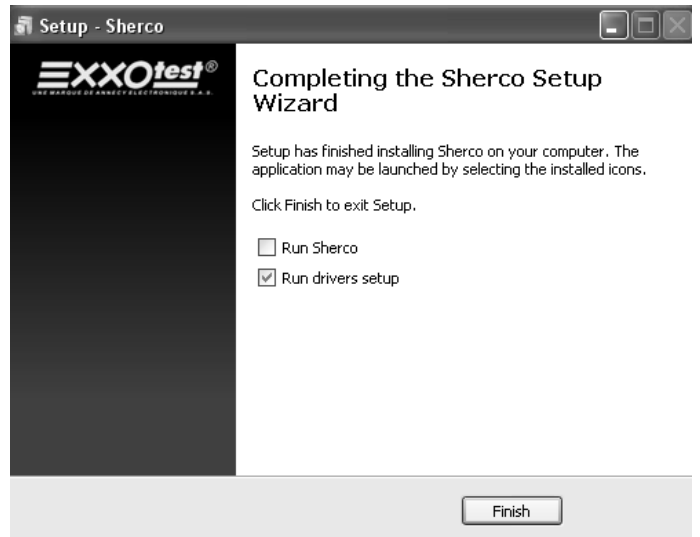 Setup - Sherco
EXXOtest®
UNE MARQUE DE ANNECY ELECTRONIQUE S.A.S.
Completing the Sherco Setup
Wizard
Setup has finished installing Sherco on your computer. The
application may be launched by selecting the installed icons.
Click Finish to exit Setup.
Run Sherco
Run drivers setup
Finish